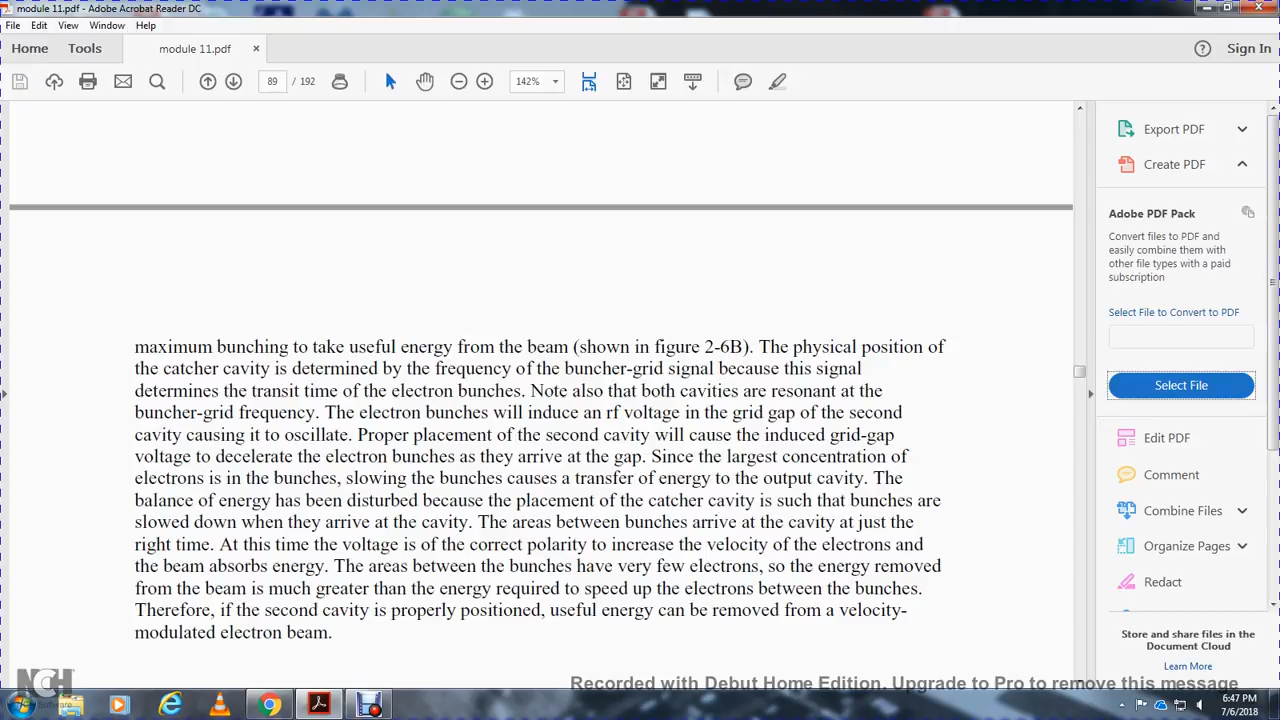 module 11.pdf - Adobe Acrobat Reader DC
File Edit View Window Help
Home Tools module 11.pdf × Sign In
89 / 192 142%
Export PDF
Create PDF
Adobe PDF Pack
Convert files to PDF and
easily combine them with
other file types with a paid
subscription
Select File to Convert to PDF
Select File
Edit PDF
Comment
Combine Files
Organize Pages
Redact
Store and share files in the
Document Cloud
Learn More
maximum bunching to take useful energy from the beam (shown in figure 2-6B). The physical position of
the catcher cavity is determined by the frequency of the buncher-grid signal because this signal
determines the transit time of the electron bunches. Note also that both cavities are resonant at the
buncher-grid frequency. The electron bunches will induce an rf voltage in the grid gap of the second
cavity causing it to oscillate. Proper placement of the second cavity will cause the induced grid-gap
voltage to decelerate the electron bunches as they arrive at the gap. Since the largest concentration of
electrons is in the bunches, slowing the bunches causes a transfer of energy to the output cavity. The
balance of energy has been disturbed because the placement of the catcher cavity is such that bunches are
slowed down when they arrive at the cavity. The areas between bunches arrive at the cavity at just the
right time. At this time the voltage is of the correct polarity to increase the velocity of the electrons and
the beam absorbs energy. The areas between the bunches have very few electrons, so the energy removed
from the beam is much greater than the energy required to speed up the electrons between the bunches.
Therefore, if the second cavity is properly positioned, useful energy can be removed from a velocity-
modulated electron beam.
NCH
Software
Recorded with Debut Home Edition. Upgrade to Pro to remove this message
6:47 PM
7/6/2018